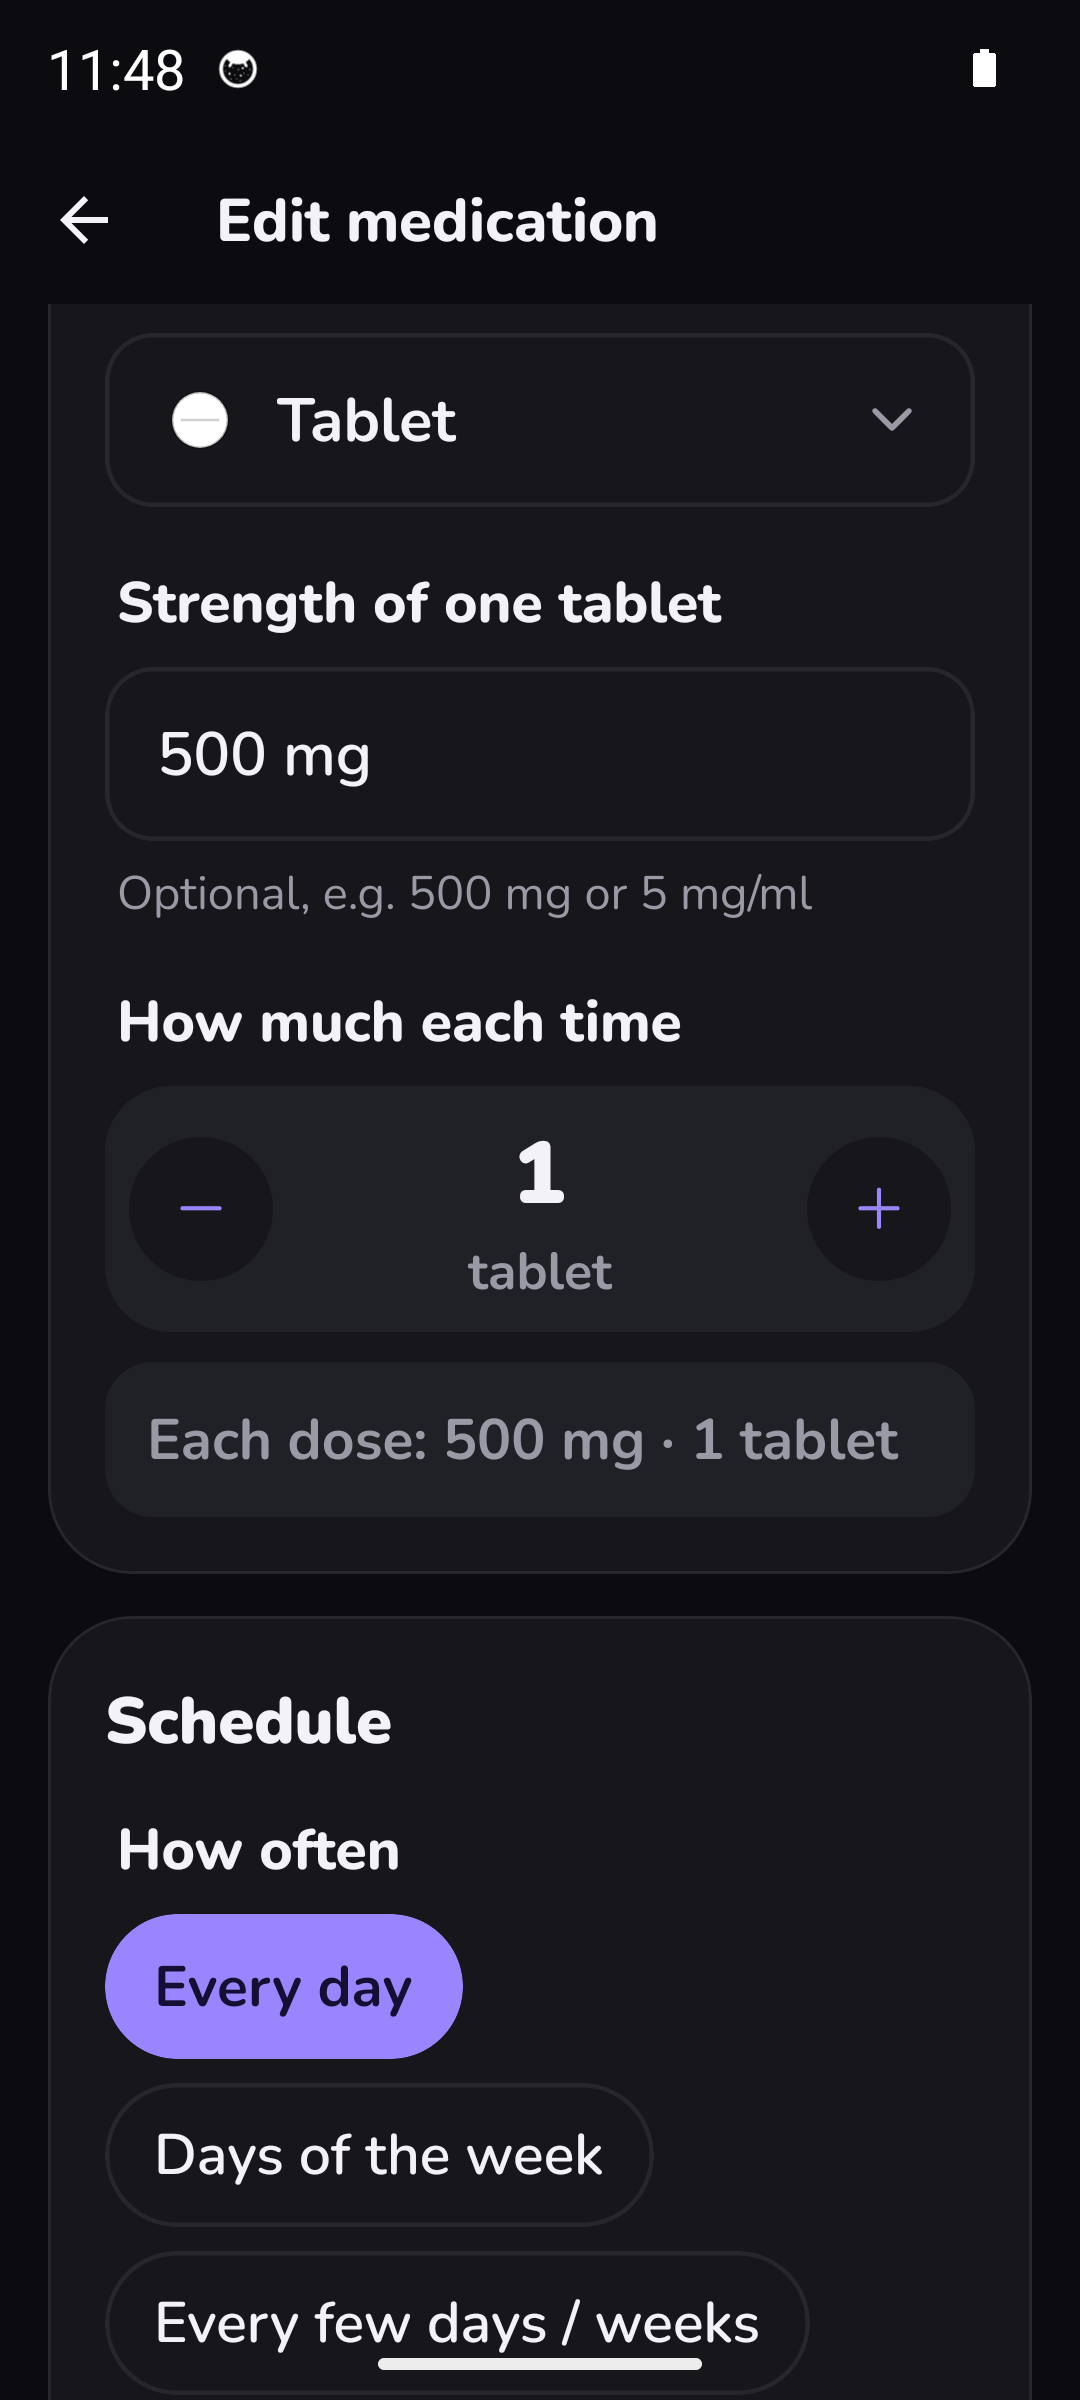 11:48
Edit medication
Tablet
Strength of one tablet
500 mg
Optional, e.g. 500 mg or 5 mg/ml
How much each time
1
tablet
Each dose: 500 mg · 1 tablet
Schedule
How often
Every day
Days of the week
Every few days / weeks